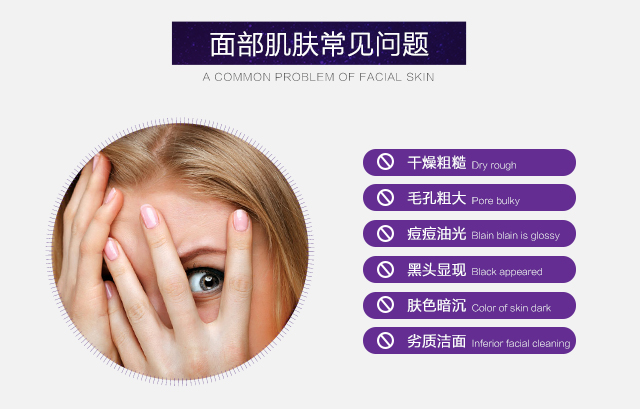 面部肌肤常见问题
A COMMON PROBLEM OF FACIAL SKIN
干燥粗糙 Dry rough
毛孔粗大 Pore bulky
痘痘油光 Blain blain is glossy
黑头显现 Black appeared
肤色暗沉 Color of skin dark
劣质洁面 Inferior facial cleaning